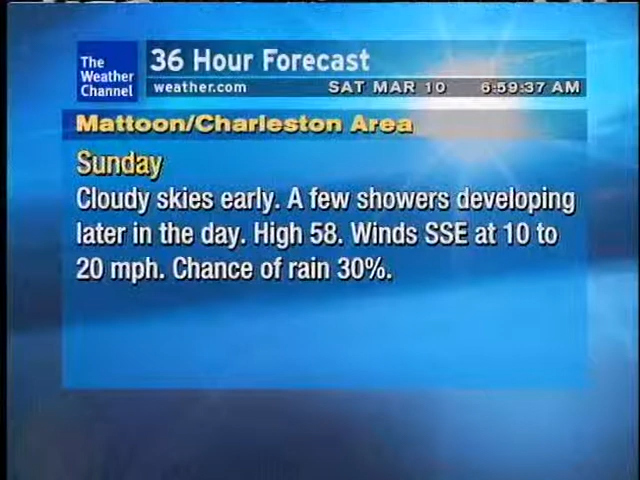 The
Weather
Channel
36 Hour Forecast
weather.com SAT MAR 10 6:59:37 AM
Mattoon/Charleston Area
Sunday
Cloudy skies early. A few showers developing
later in the day. High 58. Winds SSE at 10 to
20 mph. Chance of rain 30%.